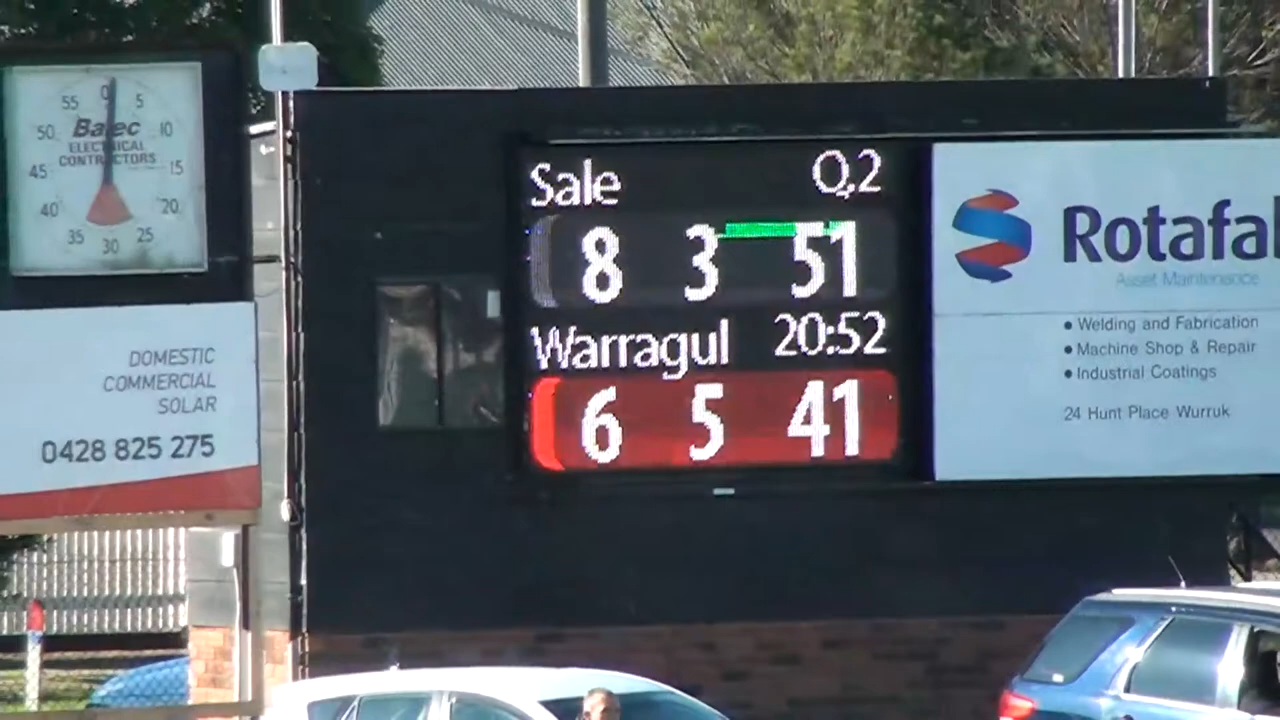 0
55 5
50 10
Batec
ELECTRICAL
CONTRACTORS
45 15
40 20
35 25
30
DOMESTIC
COMMERCIAL
SOLAR
0428 825 275
Sale Q.2
8 3 51
Warragul 20:52
6 5 41
Asset Maintenance
• Welding and Fabrication
• Machine Shop & Repair
• Industrial Coatings
24 Hunt Place Wurruk